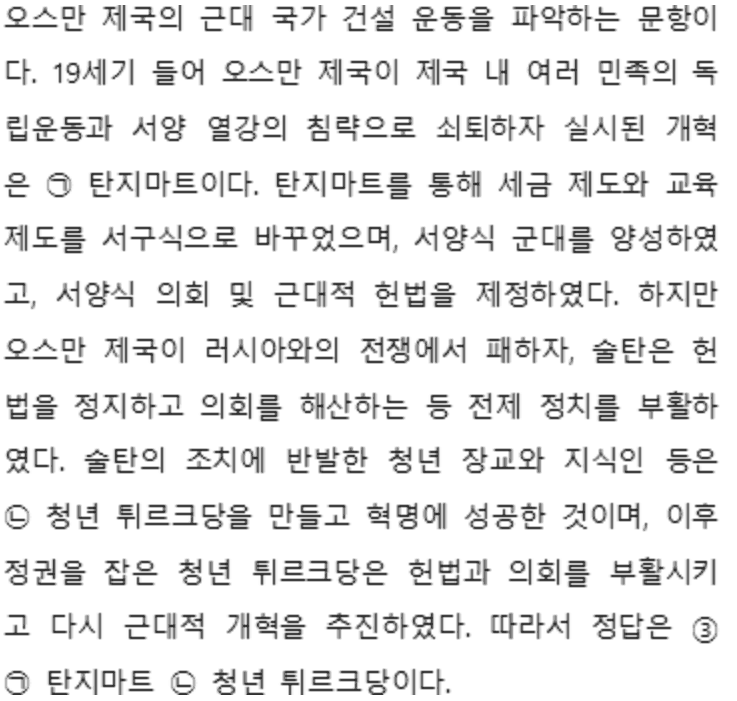 오스만 제국의 근대 국가 건설 운동을 파악하는 문항이
다. 19세기 들어 오스만 제국이 제국 내 여러 민족의 독
립운동과 서양 열강의 침략으로 쇠퇴하자 실시된 개혁
은 ㉠ 탄지마트이다. 탄지마트를 통해 세금 제도와 교육
제도를 서구식으로 바꾸었으며, 서양식 군대를 양성하였
고, 서양식 의회 및 근대적 헌법을 제정하였다. 하지만
오스만 제국이 러시아와의 전쟁에서 패하자, 술탄은 헌
법을 정지하고 의회를 해산하는 등 전제 정치를 부활하
였다. 술탄의 조치에 반발한 청년 장교와 지식인 등은
㉡ 청년 튀르크당을 만들고 혁명에 성공한 것이며, 이후
정권을 잡은 청년 튀르크당은 헌법과 의회를 부활시키
고 다시 근대적 개혁을 추진하였다. 따라서 정답은 ③
㉠ 탄지마트 ㉡ 청년 튀르크당이다.